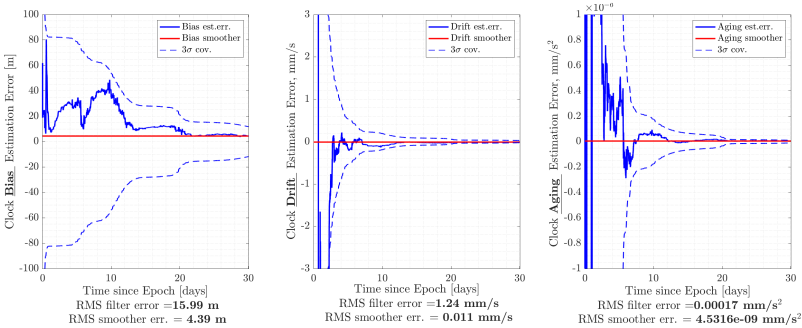 Clock Bias_ Estimation Error [m]
100
80
60
40
20
0
-20
-40
-60
-80
-100
Bias est.err.
Bias smoother
3σ cov.
0 10 20 30
Time since Epoch [days]
RMS filter error =15.99 m
RMS smoother err. = 4.39 m
Clock Drift_ Estimation Error, mm/s
3
2
1
0
-1
-2
-3
Drift est.err.
Drift smoother
3σ cov.
0 10 20 30
Time since Epoch [days]
RMS filter error =1.24 mm/s
RMS smoother err. = 0.011 mm/s
Clock Aging_ Estimation Error, mm/s²
×10⁻⁶
1
0.8
0.6
0.4
0.2
0
-0.2
-0.4
-0.6
-0.8
-1
Aging est.err.
Aging smoother
3σ cov.
0 10 20 30
Time since Epoch [days]
RMS filter error =0.00017 mm/s²
RMS smoother err. = 4.5316e-09 mm/s²